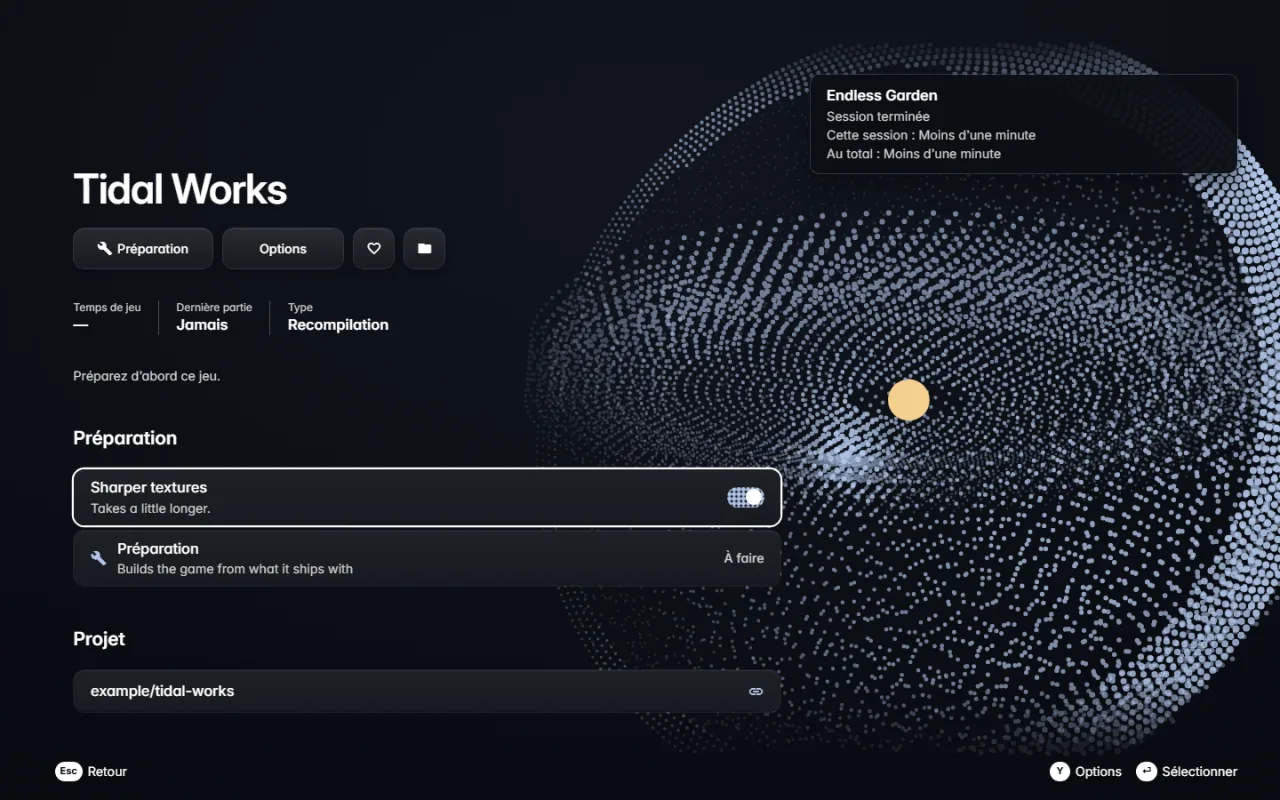 Endless Garden
Session terminée
Cette session : Moins d'une minute
Au total : Moins d'une minute
Tidal Works
Préparation
Options
Temps de jeu
—
Dernière partie
Jamais
Type
Recompilation
Préparez d'abord ce jeu.
Préparation
Sharper textures
Takes a little longer.
Préparation
Builds the game from what it ships with
À faire
Projet
example/tidal-works
Esc Retour
Y Options
Sélectionner